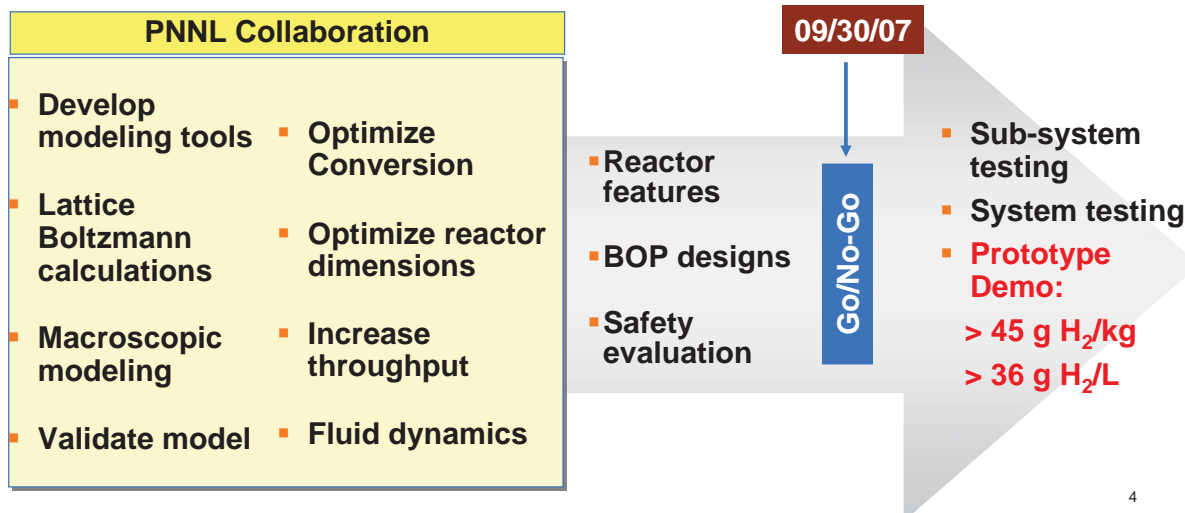 PNNL Collaboration
▪ Develop
modeling tools
▪ Lattice
Boltzmann
calculations
▪ Macroscopic
modeling
▪ Validate model
▪ Optimize
Conversion
▪ Optimize reactor
dimensions
▪ Increase
throughput
▪ Fluid dynamics
▪ Reactor
features
▪ BOP designs
▪ Safety
evaluation
09/30/07
Go/No-Go
▪ Sub-system
testing
▪ System testing
▪ Prototype
Demo:
> 45 g H₂/kg
> 36 g H₂/L
4